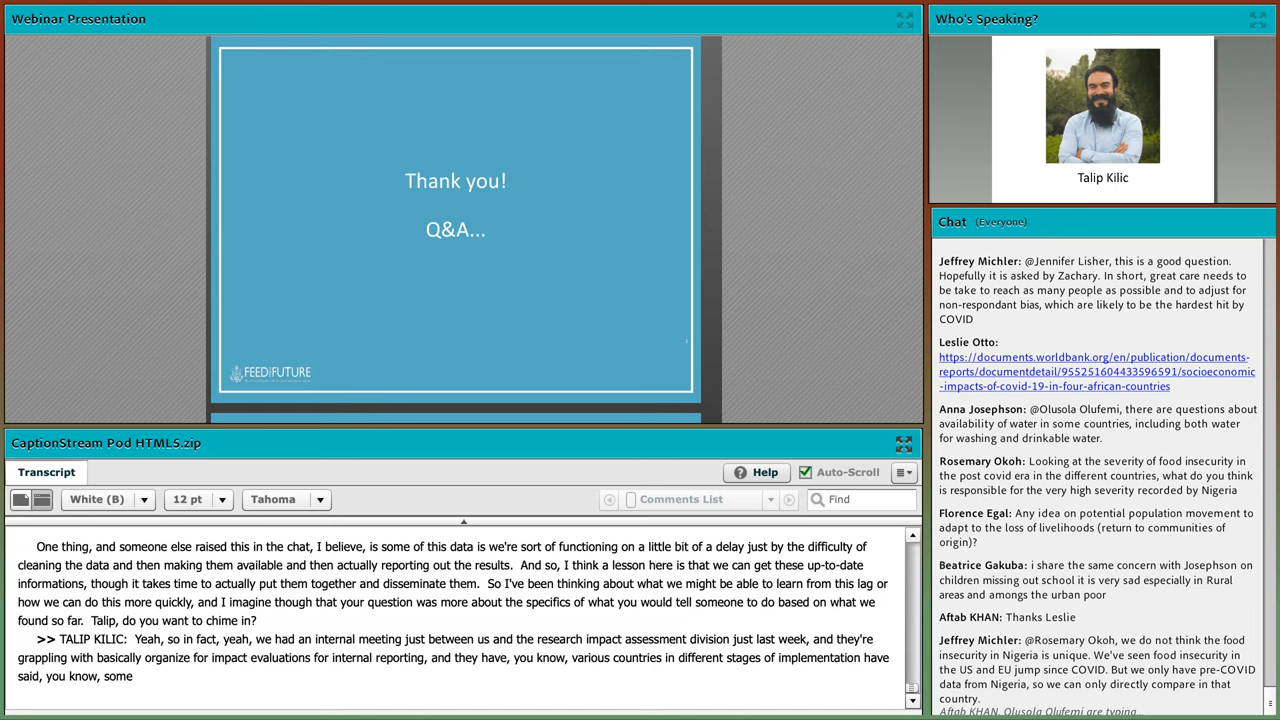 Webinar Presentation
Thank you!
Q&A...
FEED THE FUTURE
Who's Speaking?
Talip Kilic
Chat (Everyone)
Jeffrey Michler: @Jennifer Lisher, this is a good question.
Hopefully it is asked by Zachary. In short, great care needs to
be take to reach as many people as possible and to adjust for
non-respondant bias, which are likely to be the hardest hit by
COVID
Leslie Otto:
https://documents.worldbank.org/en/publication/documents-
reports/documentdetail/955251604433596591/socioeconomic
-impacts-of-covid-19-in-four-african-countries
Anna Josephson: @Olusola Olufemi, there are questions about
availability of water in some countries, including both water
for washing and drinkable water.
Rosemary Okoh: Looking at the severity of food insecurity in
the post covid era in the different countries, what do you think
is responsible for the very high severity recorded by Nigeria
Florence Egal: Any idea on potential population movement to
adapt to the loss of livelihoods (return to communities of
origin)?
Beatrice Gakuba: i share the same concern with Josephson on
children missing out school it is very sad especially in Rural
areas and amongst the urban poor
Aftab KHAN: Thanks Leslie
Jeffrey Michler: @Rosemary Okoh, we do not think the food
insecurity in Nigeria is unique. We've seen food insecurity in
the US and EU jump since COVID. But we only have pre-COVID
data from Nigeria, so we can only directly compare in that
country.
Aftab KHAN, Olusola Olufemi are typing...
CaptionStream Pod HTML5.zip
Transcript
Help
Auto-Scroll
White (B)
12 pt
Tahoma
Comments List
Find
One thing, and someone else raised this in the chat, I believe, is some of this data is we're sort of functioning on a little bit of a delay just by the difficulty of
cleaning the data and then making them available and then actually reporting out the results. And so, I think a lesson here is that we can get these up-to-date
informations, though it takes time to actually put them together and disseminate them. So I've been thinking about what we might be able to learn from this lag or
how we can do this more quickly, and I imagine though that your question was more about the specifics of what you would tell someone to do based on what we
found so far. Talip, do you want to chime in?
>> TALIP KILIC: Yeah, so in fact, yeah, we had an internal meeting just between us and the research impact assessment division just last week, and they're
grappling with basically organize for impact evaluations for internal reporting, and they have, you know, various countries in different stages of implementation have
said, you know, some